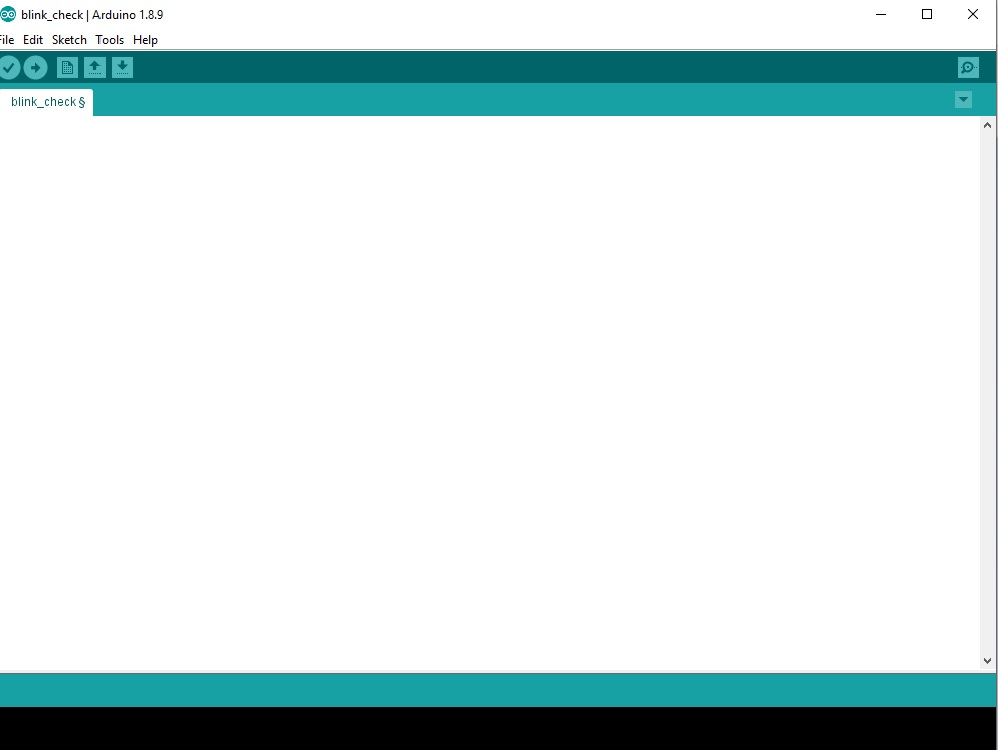 blink_check | Arduino 1.8.9
File Edit Sketch Tools Help
blink_check §